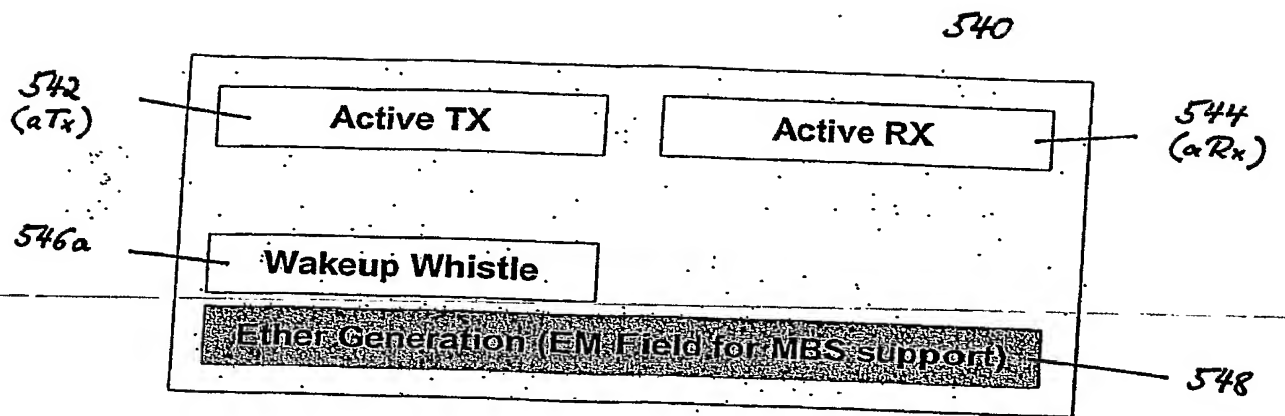 540
542
(aTx)
Active TX
Active RX
544
(aRx)
546a
Wakeup Whistle
Ether Generation (EM-Field for MBS support)
548